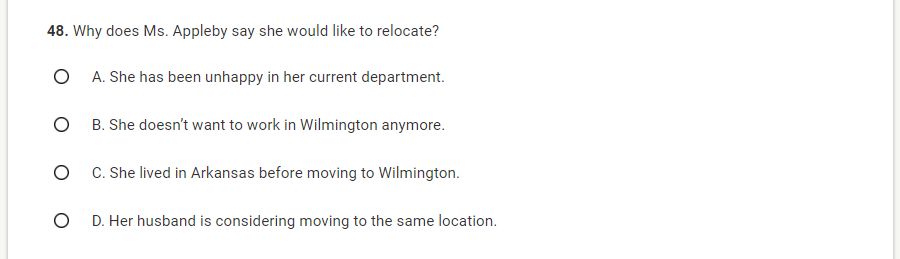 48. Why does Ms. Appleby say she would like to relocate?
A. She has been unhappy in her current department.
B. She doesn't want to work in Wilmington anymore.
C. She lived in Arkansas before moving to Wilmington.
D. Her husband is considering moving to the same location.